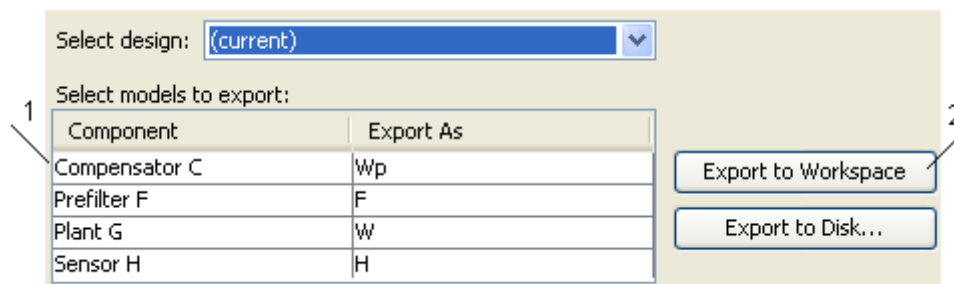 Select design: (current)
Select models to export:
1
Component Export As
2
Compensator C Wp
Export to Workspace
Prefilter F F
Plant G W
Export to Disk...
Sensor H H